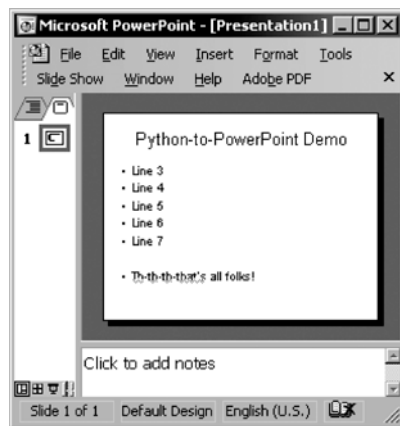 Microsoft PowerPoint - [Presentation1]
File Edit View Insert Format Tools
Slide Show Window Help Adobe PDF
1
Python-to-PowerPoint Demo
• Line 3
• Line 4
• Line 5
• Line 6
• Line 7
• Th-th-th-that's all folks!
Click to add notes
Slide 1 of 1 Default Design English (U.S.)